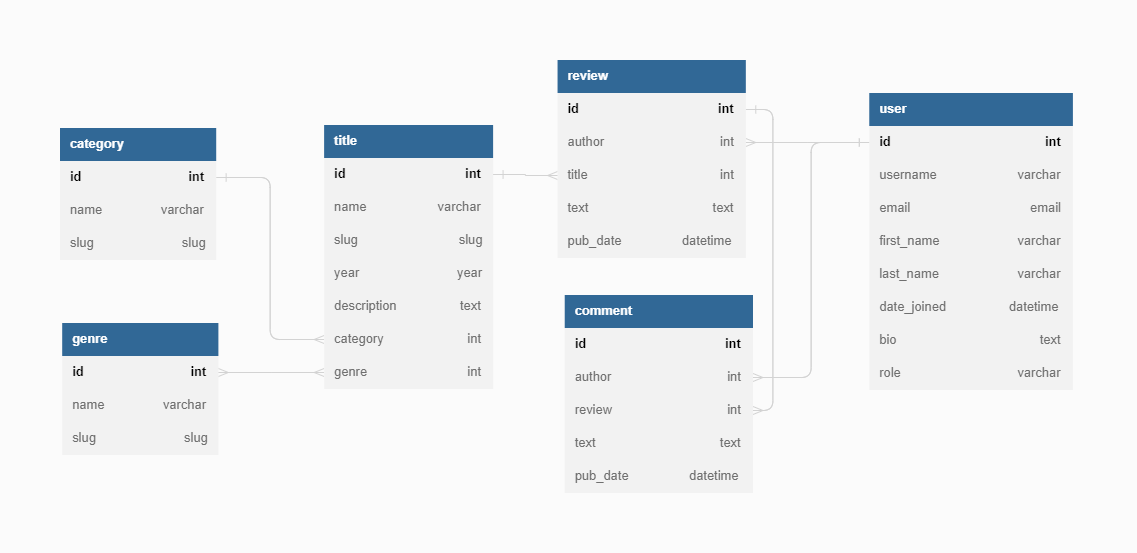 category
id int
name varchar
slug slug
genre
id int
name varchar
slug slug
title
id int
name varchar
slug slug
year year
description text
category int
genre int
review
id int
author int
title int
text text
pub_date datetime
comment
id int
author int
review int
text text
pub_date datetime
user
id int
username varchar
email email
first_name varchar
last_name varchar
date_joined datetime
bio text
role varchar